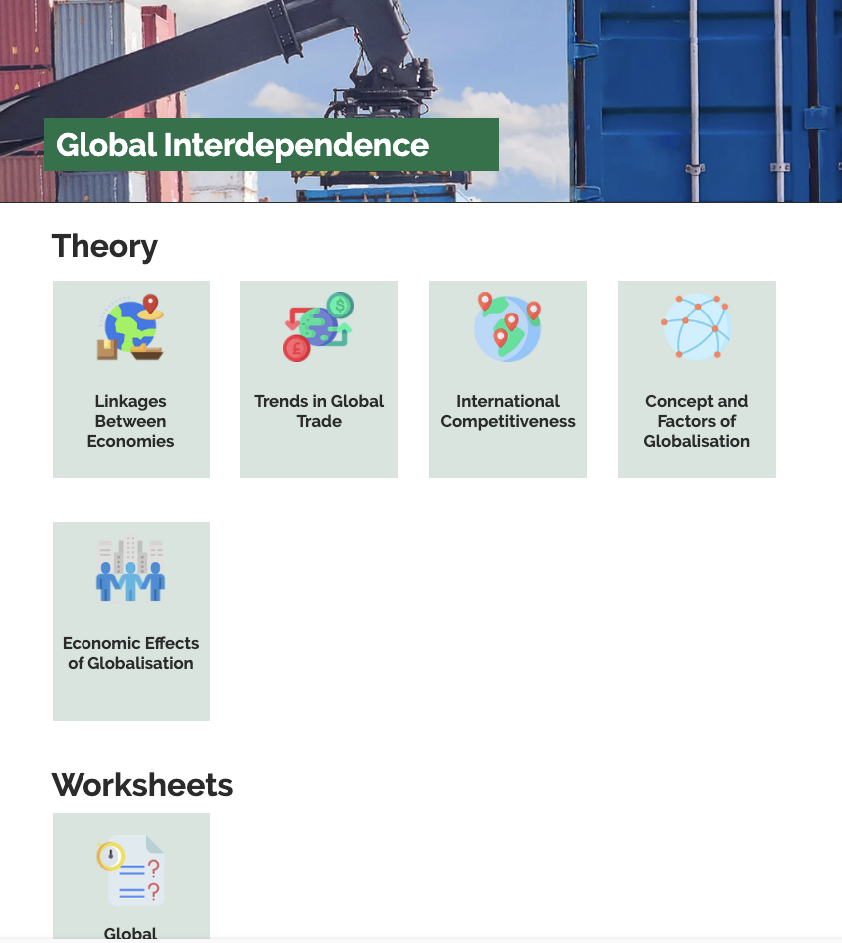 Global Interdependence
Theory
Linkages
Between
Economies
Trends in Global
Trade
International
Competitiveness
Concept and
Factors of
Globalisation
Economic Effects
of Globalisation
Worksheets
Global